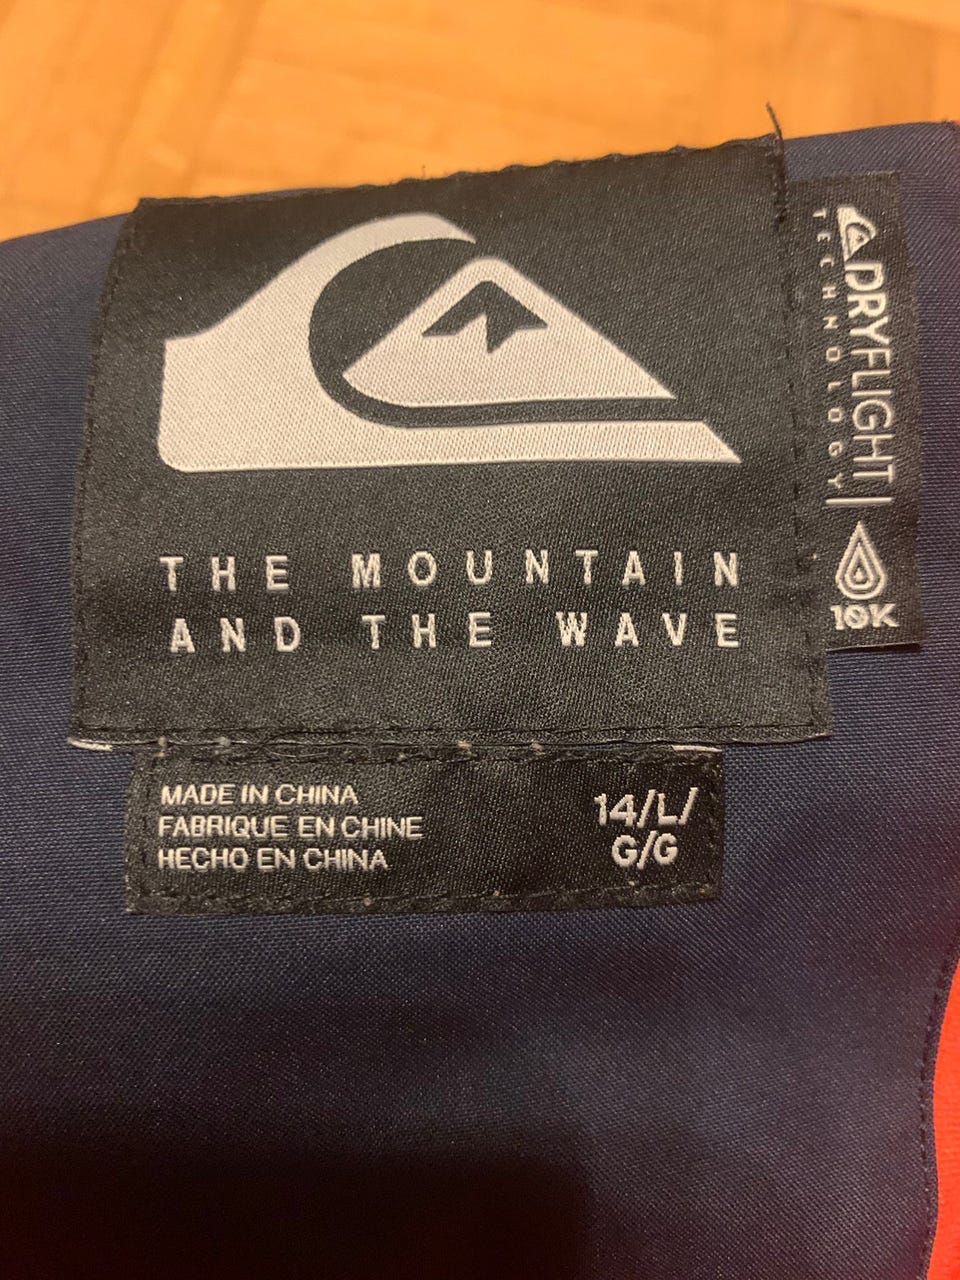 THE MOUNTAIN
AND THE WAVE
DRYFLIGHT
TECHNOLOGY
10K
MADE IN CHINA
FABRIQUE EN CHINE
HECHO EN CHINA
14/L/
G/G